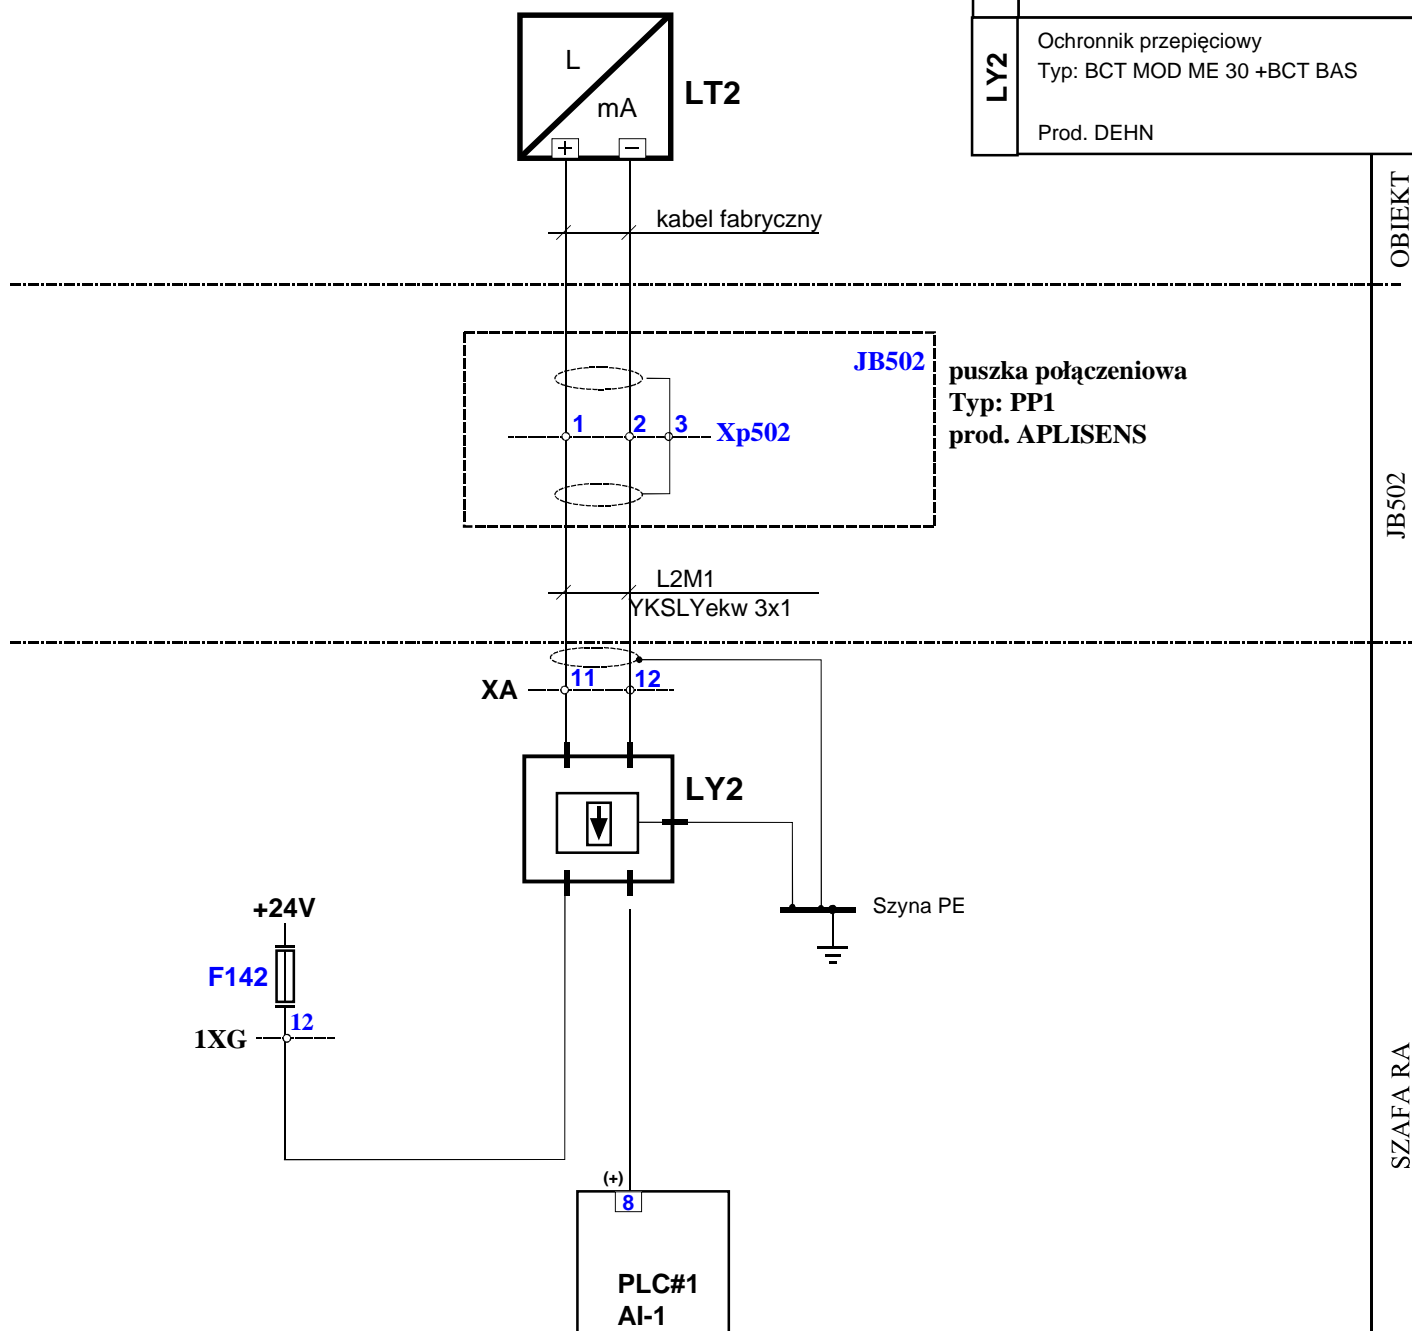 L
mA
+
−
LT2
LY2
Ochronnik przepięciowy
Typ: BCT MOD ME 30 +BCT BAS
Prod. DEHN
kabel fabryczny
OBIEKT
JB502
puszka połączeniowa
Typ: PP1
prod. APLISENS
1
2
3
Xp502
JB502
L2M1
YKSLYekw 3x1
XA
11
12
LY2
+24V
F142
12
1XG
Szyna PE
SZAFA RA
(+)
8
PLC#1
AI-1